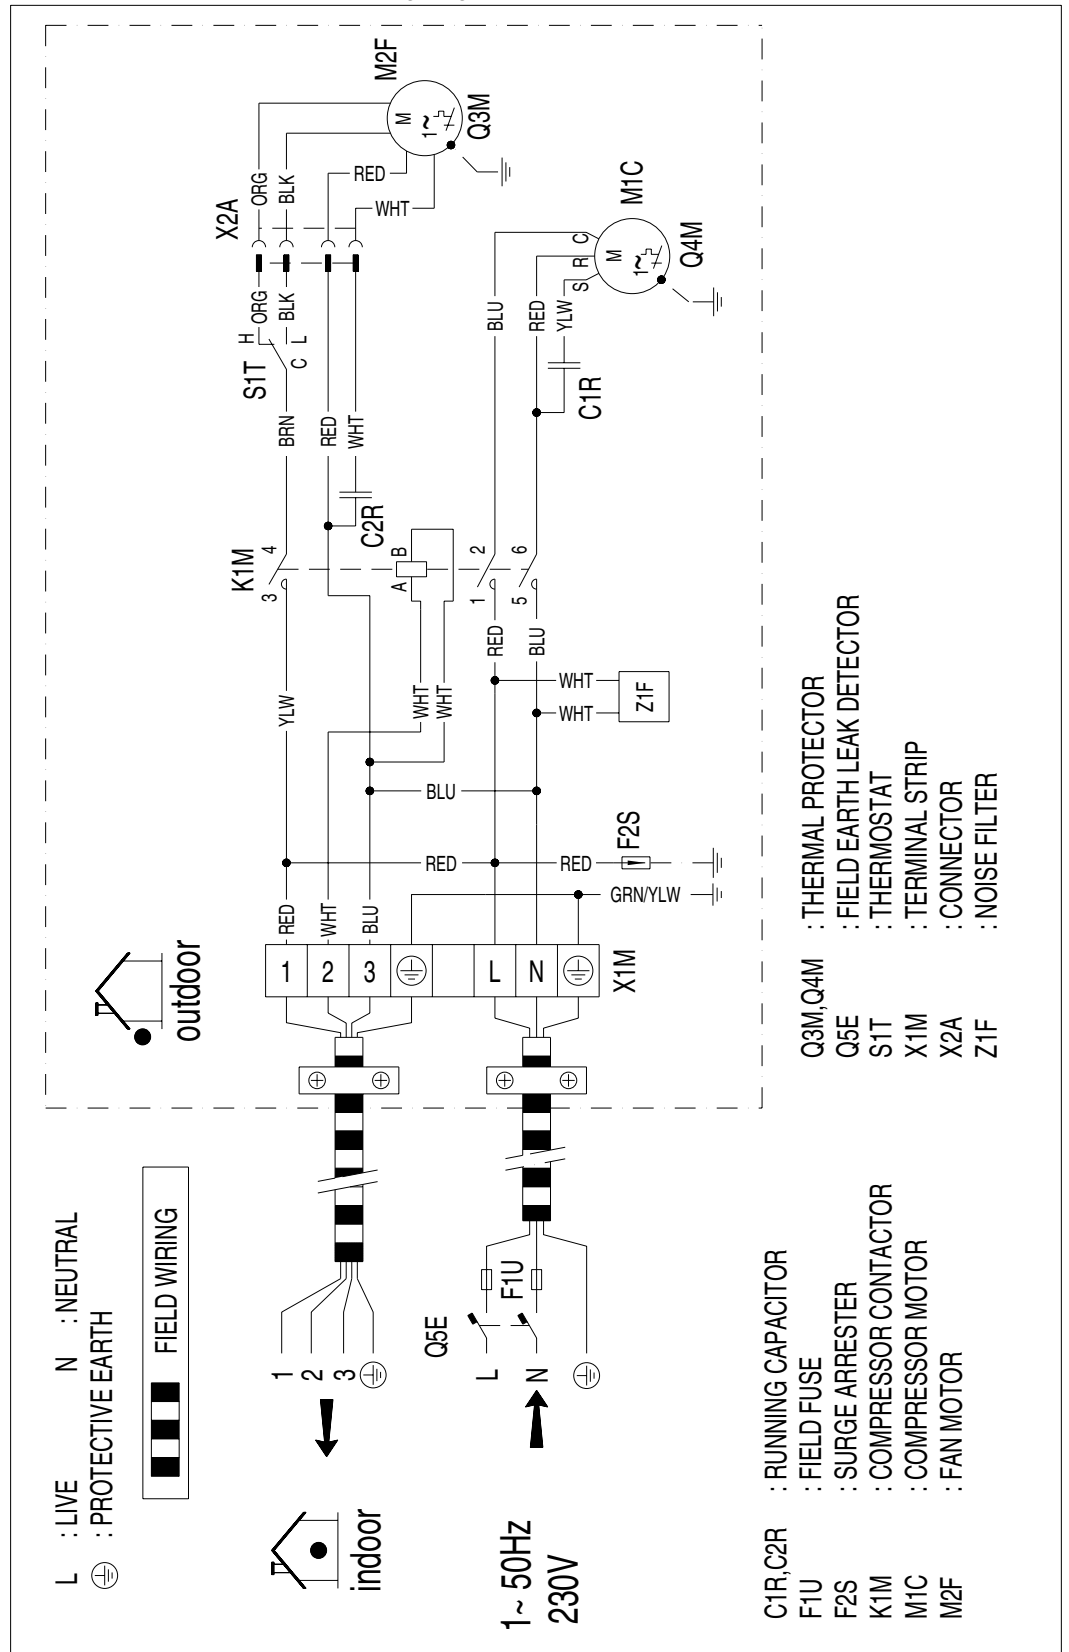 L : LIVE N : NEUTRAL
: PROTECTIVE EARTH
FIELD WIRING
outdoor
indoor
1~ 50Hz
230V
1
2
3
L
N
Q5E
F1U
1 2 3 L N
X1M
RED
WHT
BLU
RED
RED
F2S
GRN/YLW
BLU
YLW
WHT
WHT
WHT
WHT
Z1F
RED
BLU
K1M
3 4
A B
1 2
5 6
C2R
BRN
RED
WHT
S1T
H
C L
ORG
BLK
X2A
ORG
BLK
RED
WHT
M2F
M
1~
Q3M
BLU
RED
YLW
C1R
C
R
S
M1C
M
1~
Q4M
C1R,C2R : RUNNING CAPACITOR
F1U : FIELD FUSE
F2S : SURGE ARRESTER
K1M : COMPRESSOR CONTACTOR
M1C : COMPRESSOR MOTOR
M2F : FAN MOTOR
Q3M,Q4M : THERMAL PROTECTOR
Q5E : FIELD EARTH LEAK DETECTOR
S1T : THERMOSTAT
X1M : TERMINAL STRIP
X2A : CONNECTOR
Z1F : NOISE FILTER